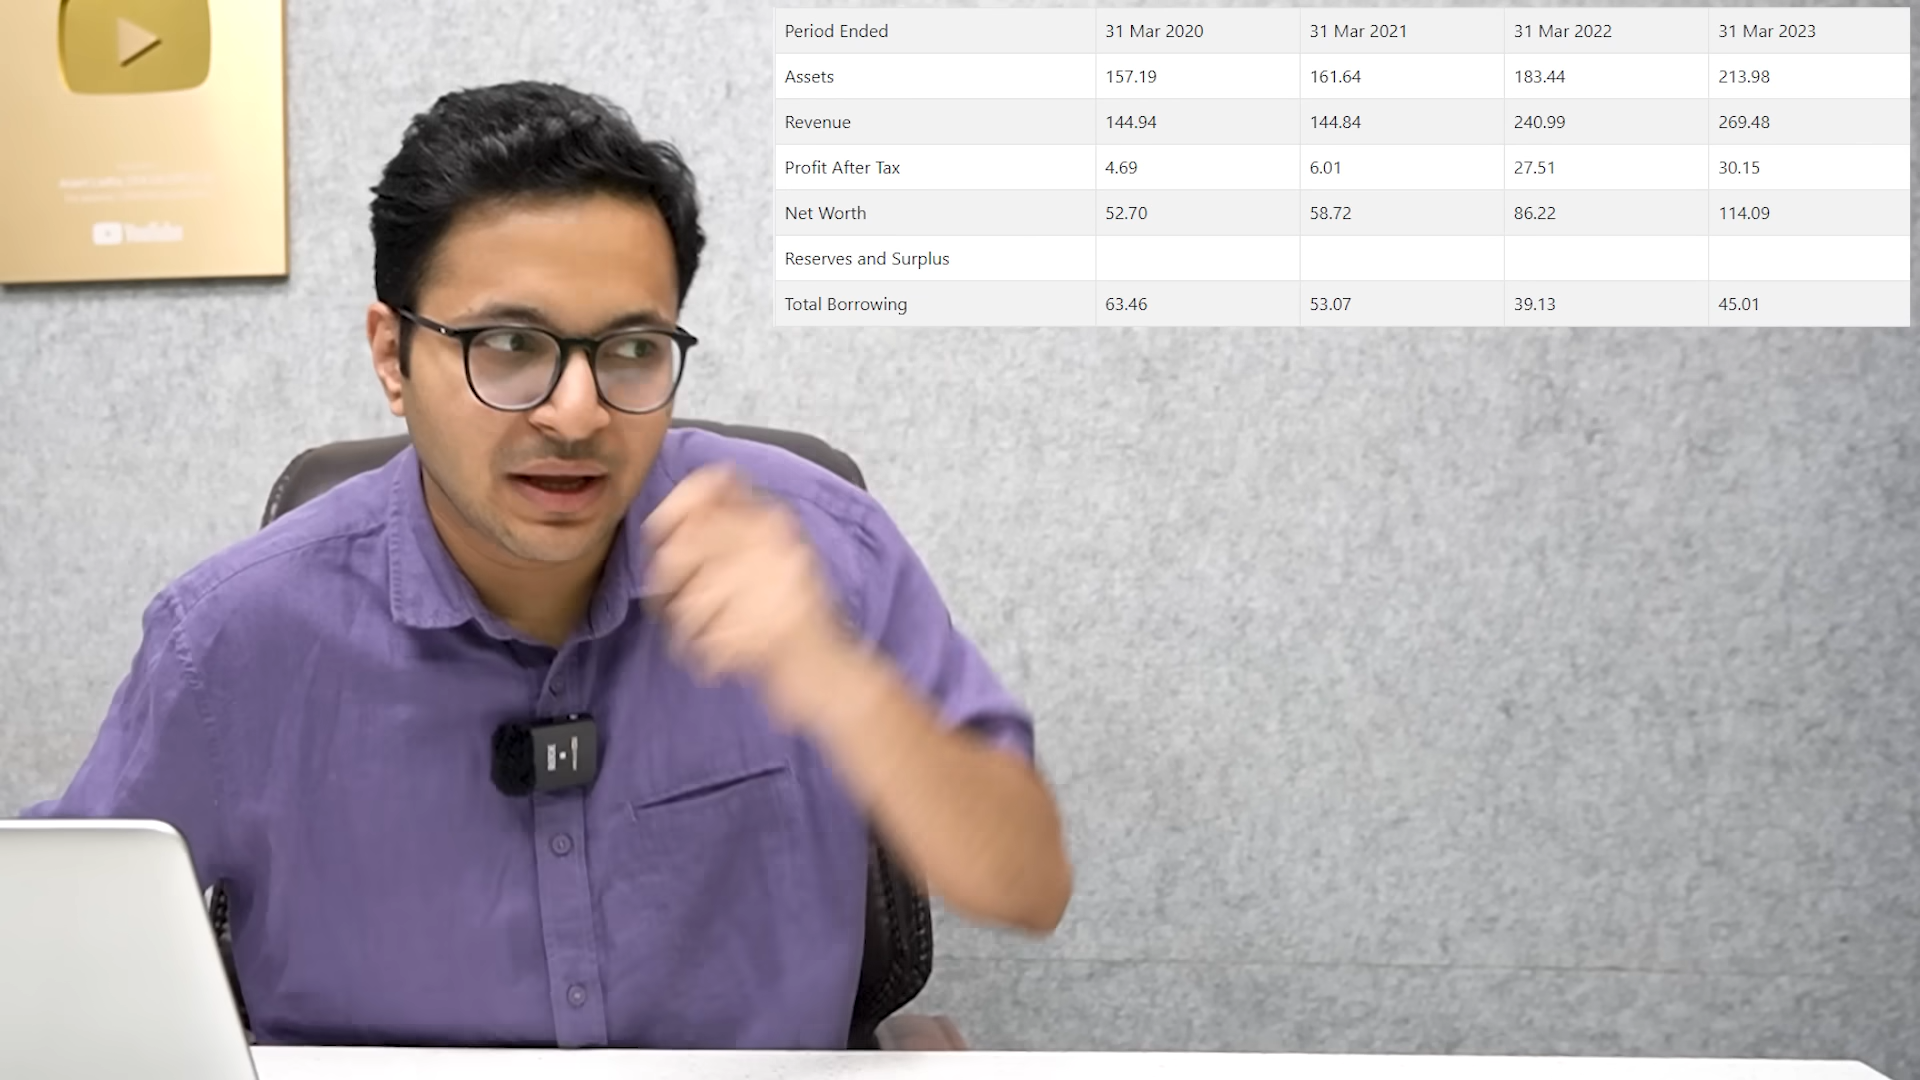 Period Ended 31 Mar 2020 31 Mar 2021 31 Mar 2022 31 Mar 2023
Assets 157.19 161.64 183.44 213.98
Revenue 144.94 144.84 240.99 269.48
Profit After Tax 4.69 6.01 27.51 30.15
Net Worth 52.70 58.72 86.22 114.09
Reserves and Surplus
Total Borrowing 63.46 53.07 39.13 45.01
YouTube
RODE